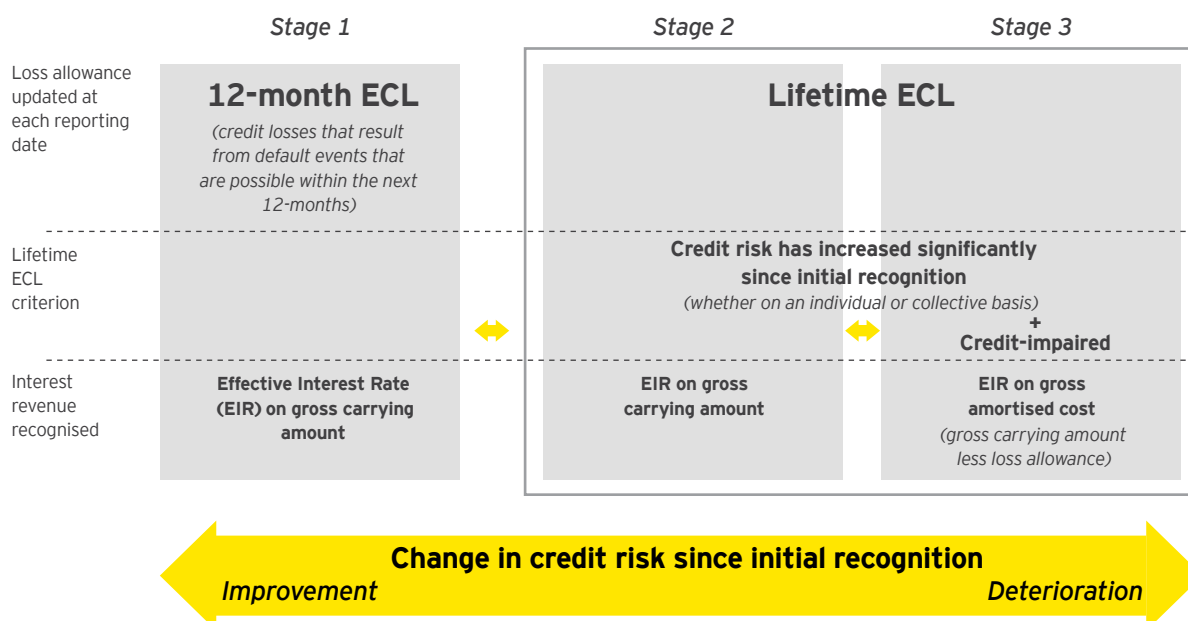 Stage 1
Stage 2
Stage 3
Loss allowance
updated at
each reporting
date
12-month ECL
(credit losses that result
from default events that
are possible within the next
12-months)
Lifetime ECL
Lifetime
ECL
criterion
Credit risk has increased significantly
since initial recognition
(whether on an individual or collective basis)
+
Credit-impaired
Interest
revenue
recognised
Effective Interest Rate
(EIR) on gross carrying
amount
EIR on gross
carrying amount
EIR on gross
amortised cost
(gross carrying amount
less loss allowance)
Change in credit risk since initial recognition
Improvement
Deterioration